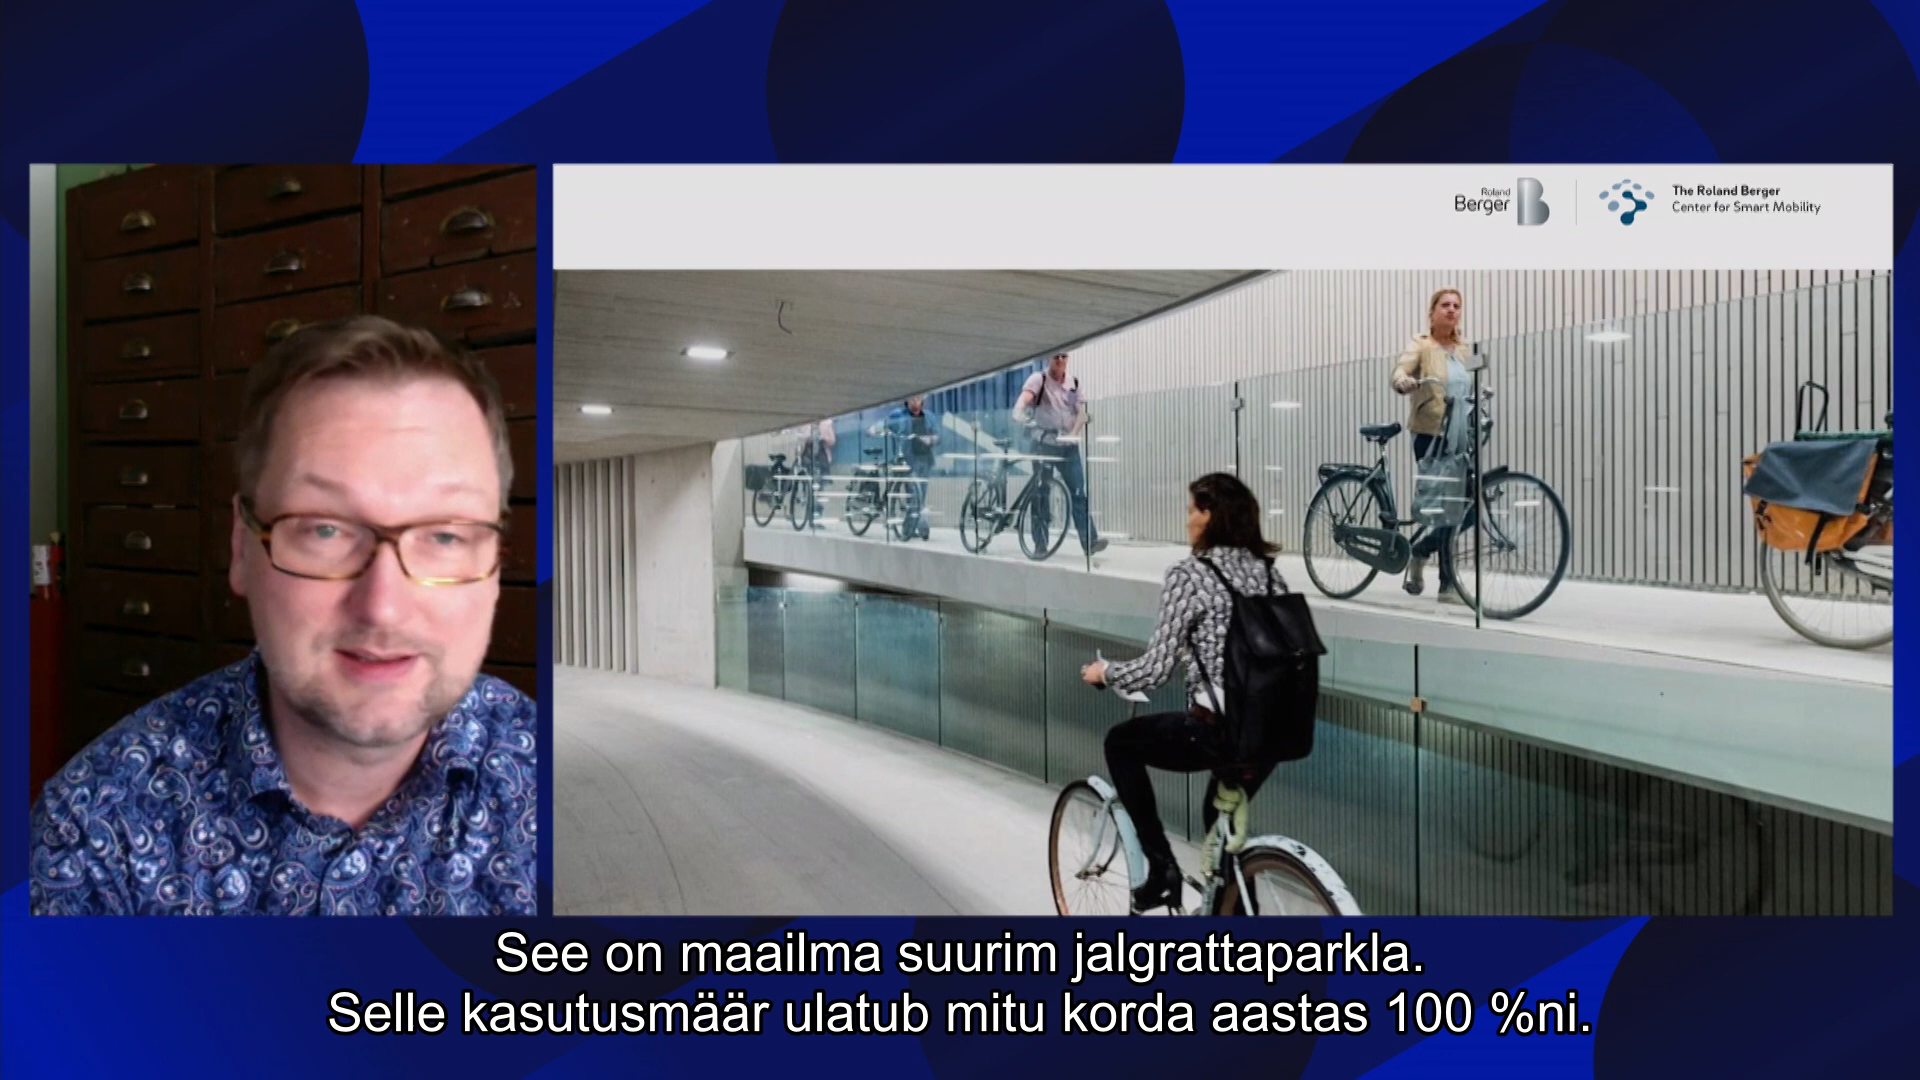 Roland
Berger
The Roland Berger
Center for Smart Mobility
See on maailma suurim jalgrattaparkla.
Selle kasutusmäär ulatub mitu korda aastas 100 %ni.